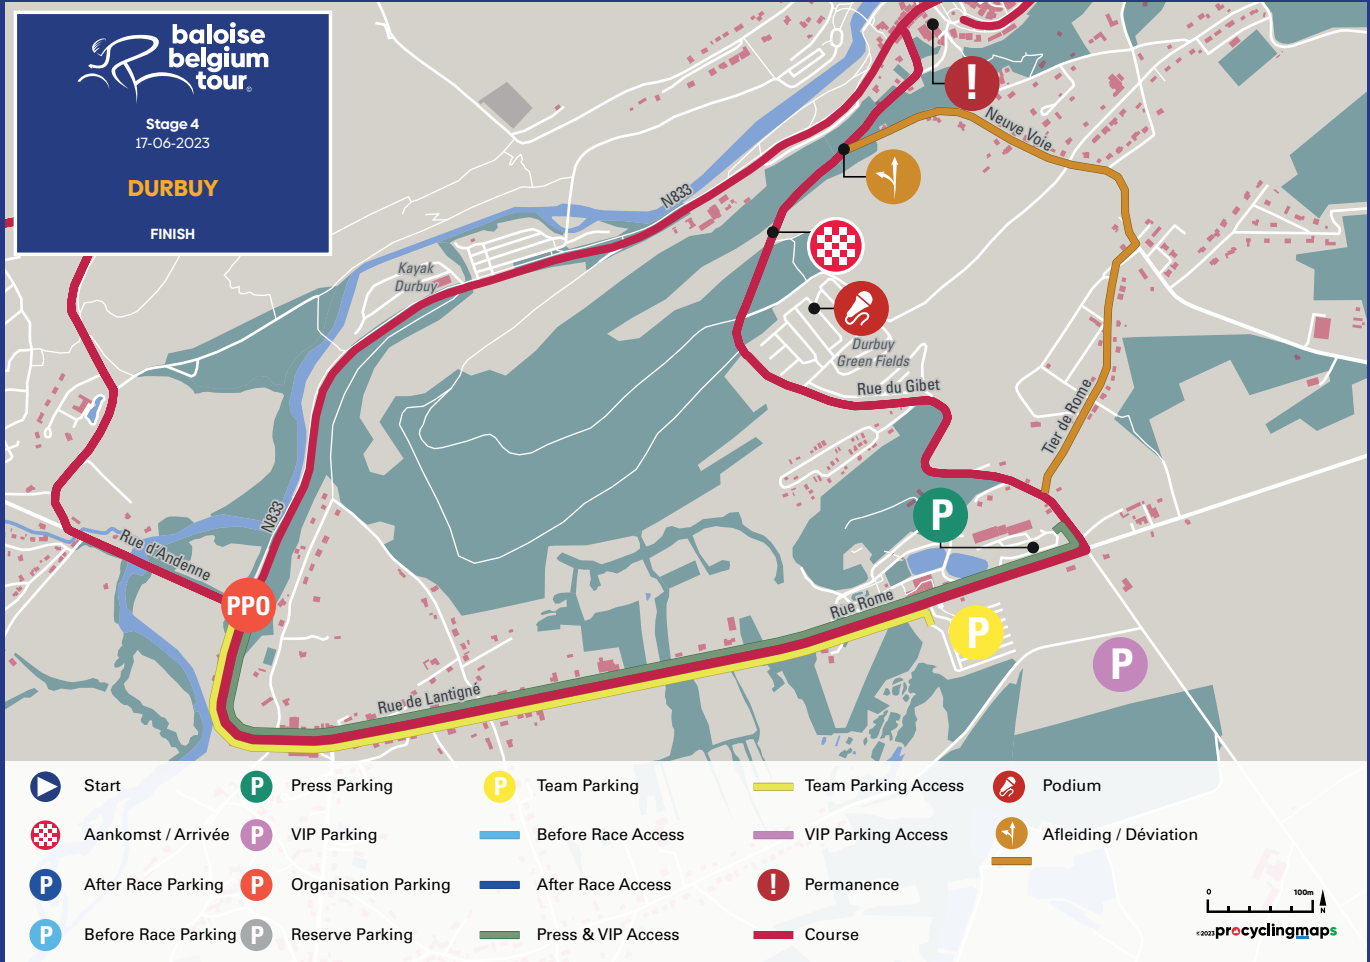 baloise
belgium
tour
Stage 4
17-06-2023
DURBUY
FINISH
!
Neuve Voie
N833
Kayak
Durbuy
Durbuy
Green Fields
Rue du Gibet
Tier de Rome
P
N833
Rue d'Andenne
PPO
Rue Rome
P
P
Rue de Lantigné
Start
P Press Parking
P Team Parking
Team Parking Access
Podium
Aankomst / Arrivée
P VIP Parking
Before Race Access
VIP Parking Access
Afleiding / Déviation
P After Race Parking
P Organisation Parking
After Race Access
! Permanence
P Before Race Parking
P Reserve Parking
Press & VIP Access
Course
0 100m
N
©2023 procyclingmaps